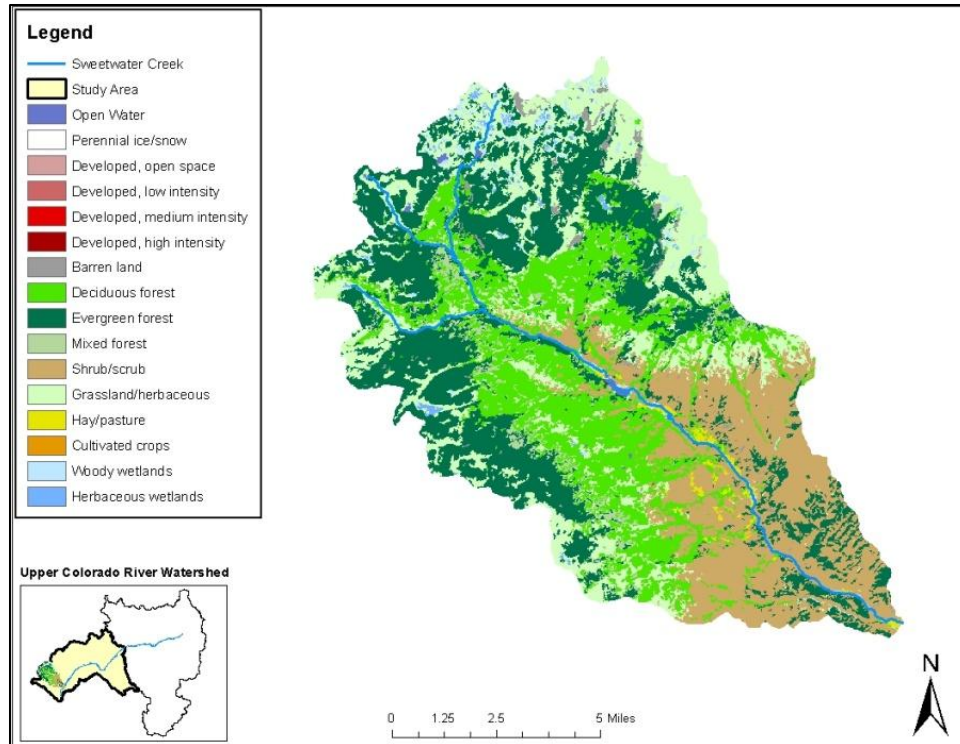 Legend
Sweetwater Creek
Study Area
Open Water
Perennial ice/snow
Developed, open space
Developed, low intensity
Developed, medium intensity
Developed, high intensity
Barren land
Deciduous forest
Evergreen forest
Mixed forest
Shrub/scrub
Grassland/herbaceous
Hay/pasture
Cultivated crops
Woody wetlands
Herbaceous wetlands
Upper Colorado River Watershed
0 1.25 2.5 5 Miles
N